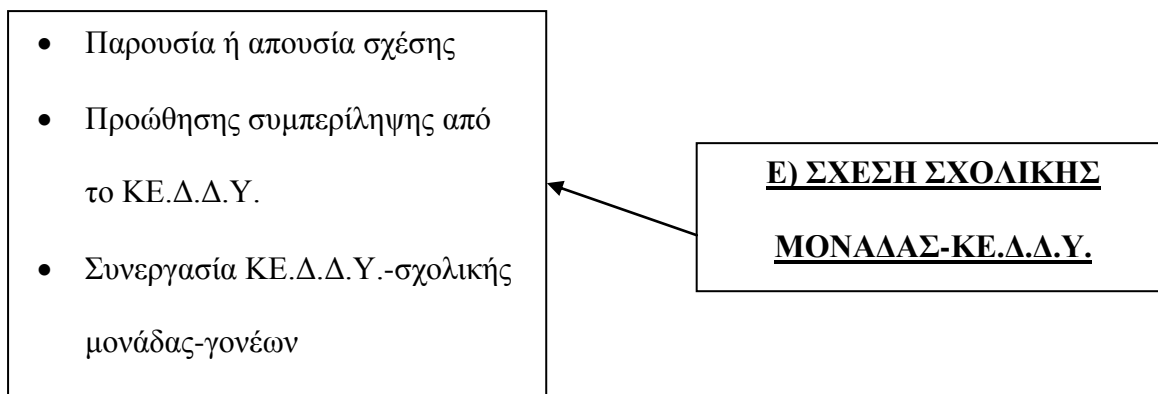 • Παρουσία ή απουσία σχέσης
• Προώθησης συμπερίληψης από
το ΚΕ.Δ.Δ.Υ.
• Συνεργασία ΚΕ.Δ.Δ.Υ.-σχολικής
μονάδας-γονέων
Ε) ΣΧΕΣΗ ΣΧΟΛΙΚΗΣ
ΜΟΝΑΔΑΣ-ΚΕ.Δ.Δ.Υ.